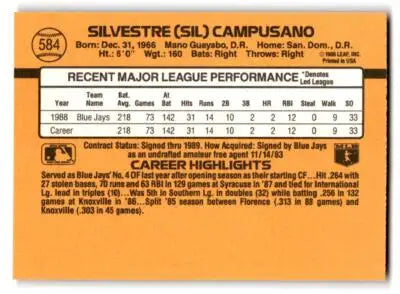 584
SILVESTRE (SIL) CAMPUSANO
Born: Dec. 31, 1966 Mano Guayabo, D.R. Home: San. Dom., D.R.
Ht.: 6'0" Wgt.: 160 Bats: Right Throws: Right
© 1988 LEAF, INC.
RECENT MAJOR LEAGUE PERFORMANCE *Denotes Led League
Year Team Name Bat. Avg. Games At Bat Hits Runs 2B 3B HR RBI Steal Walk SO
1988 Blue Jays .218 73 142 31 14 10 2 2 12 0 9 33
Career .218 73 142 31 14 10 2 2 12 0 9 33
Contract Status: Signed thru 1989. How Acquired: Signed by Blue Jays
as an undrafted amateur free agent 11/14/83
CAREER HIGHLIGHTS
Served as Blue Jays' No. 4 OF last year after opening season as their starting CF...Hit .264 with
27 stolen bases, 70 runs and 63 RBI in 129 games at Syracuse in '87 and tied for International
Lg. lead in triples (10)...Was 5th in Southern Lg. in doubles (32) while batting .256 in 132
games at Knoxville in '86...Split '85 season between Florence (.313 in 88 games) and
Knoxville (.303 in 45 games).